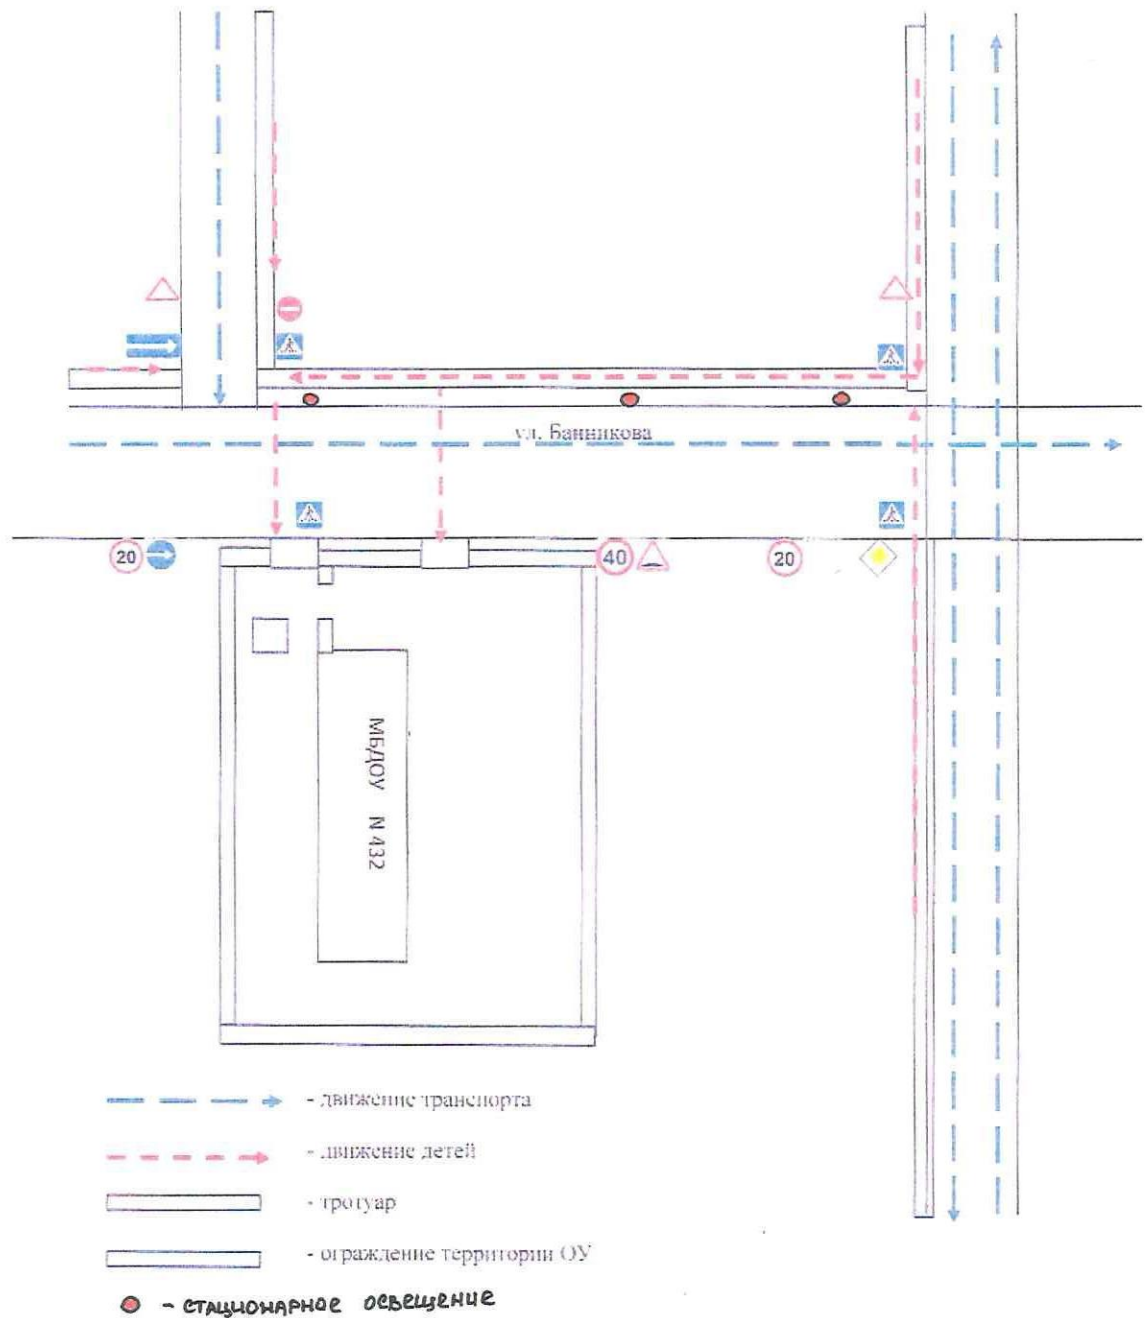 ул. Банникова
20
40
20
МБДОУ N 432
- движение транспорта
- движение детей
- тротуар
- ограждение территории ОУ
- стационарное освещение